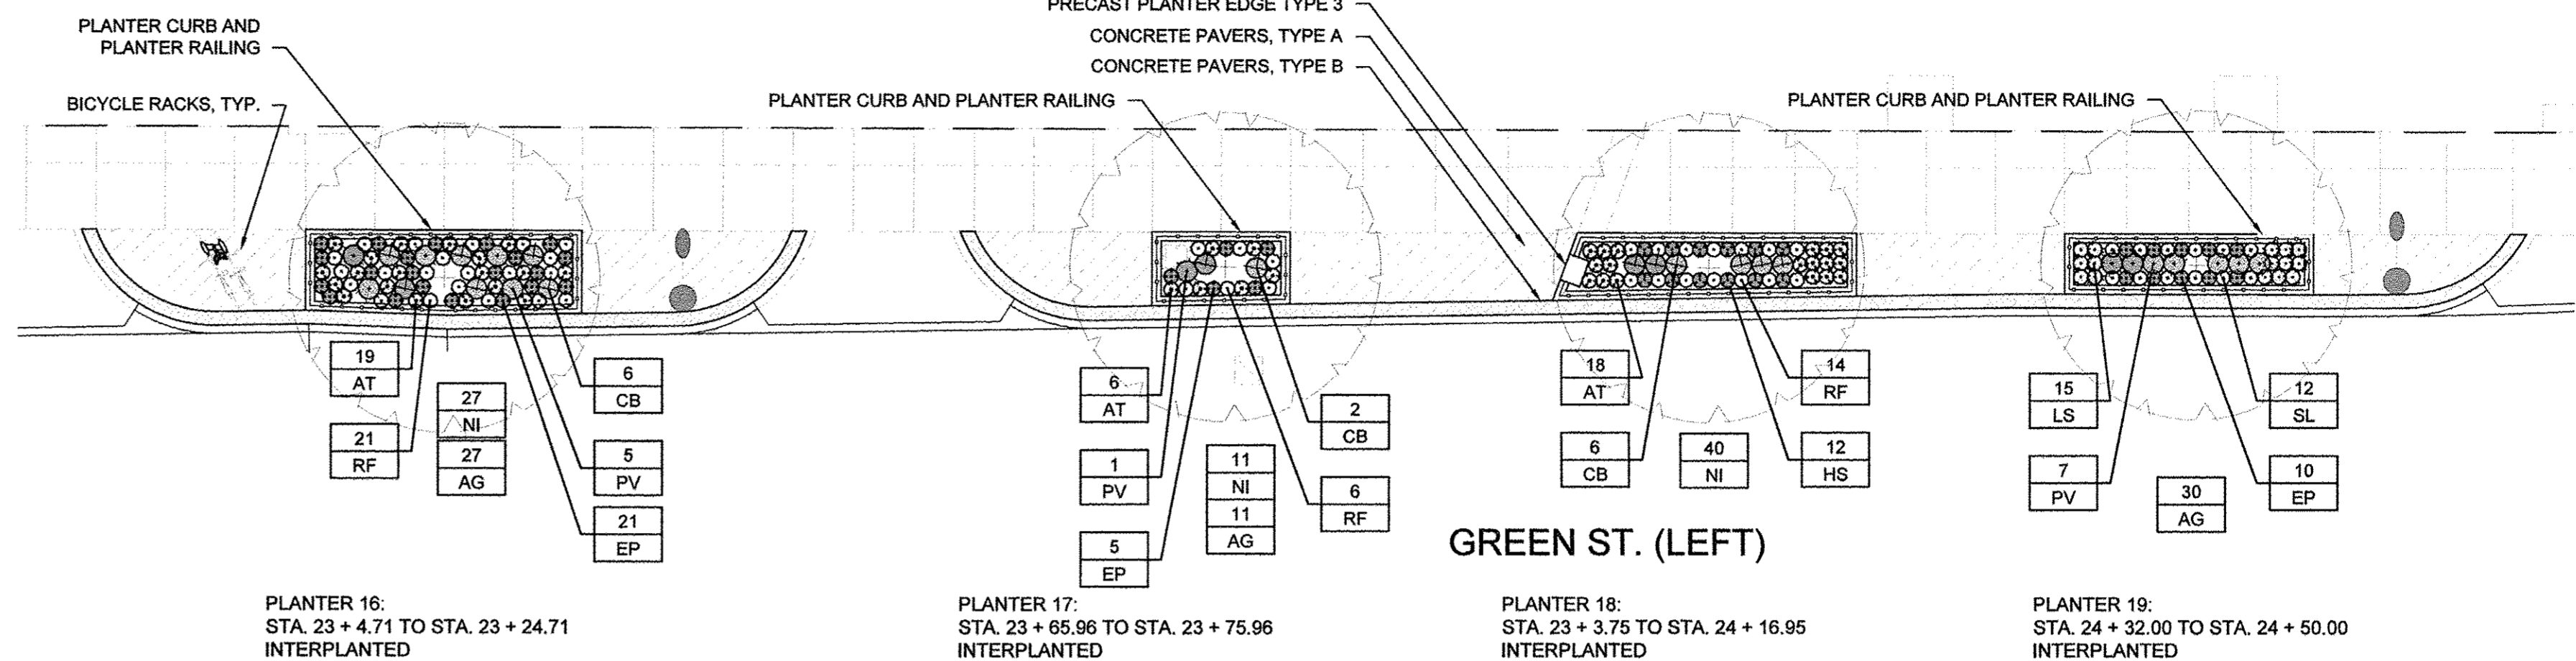 PRECAST PLANTER EDGE TYPE 3
PLANTER CURB AND
PLANTER RAILING
CONCRETE PAVERS, TYPE A
CONCRETE PAVERS, TYPE B
BICYCLE RACKS, TYP.
PLANTER CURB AND PLANTER RAILING
PLANTER CURB AND PLANTER RAILING
19
AT
21
RF
27
NI
27
AG
6
CB
5
PV
21
EP
6
AT
1
PV
5
EP
11
NI
11
AG
2
CB
6
RF
18
AT
6
CB
40
NI
14
RF
12
HS
15
LS
7
PV
30
AG
12
SL
10
EP
GREEN ST. (LEFT)
PLANTER 16:
STA. 23 + 4.71 TO STA. 23 + 24.71
INTERPLANTED
PLANTER 17:
STA. 23 + 65.96 TO STA. 23 + 75.96
INTERPLANTED
PLANTER 18:
STA. 23 + 3.75 TO STA. 24 + 16.95
INTERPLANTED
PLANTER 19:
STA. 24 + 32.00 TO STA. 24 + 50.00
INTERPLANTED